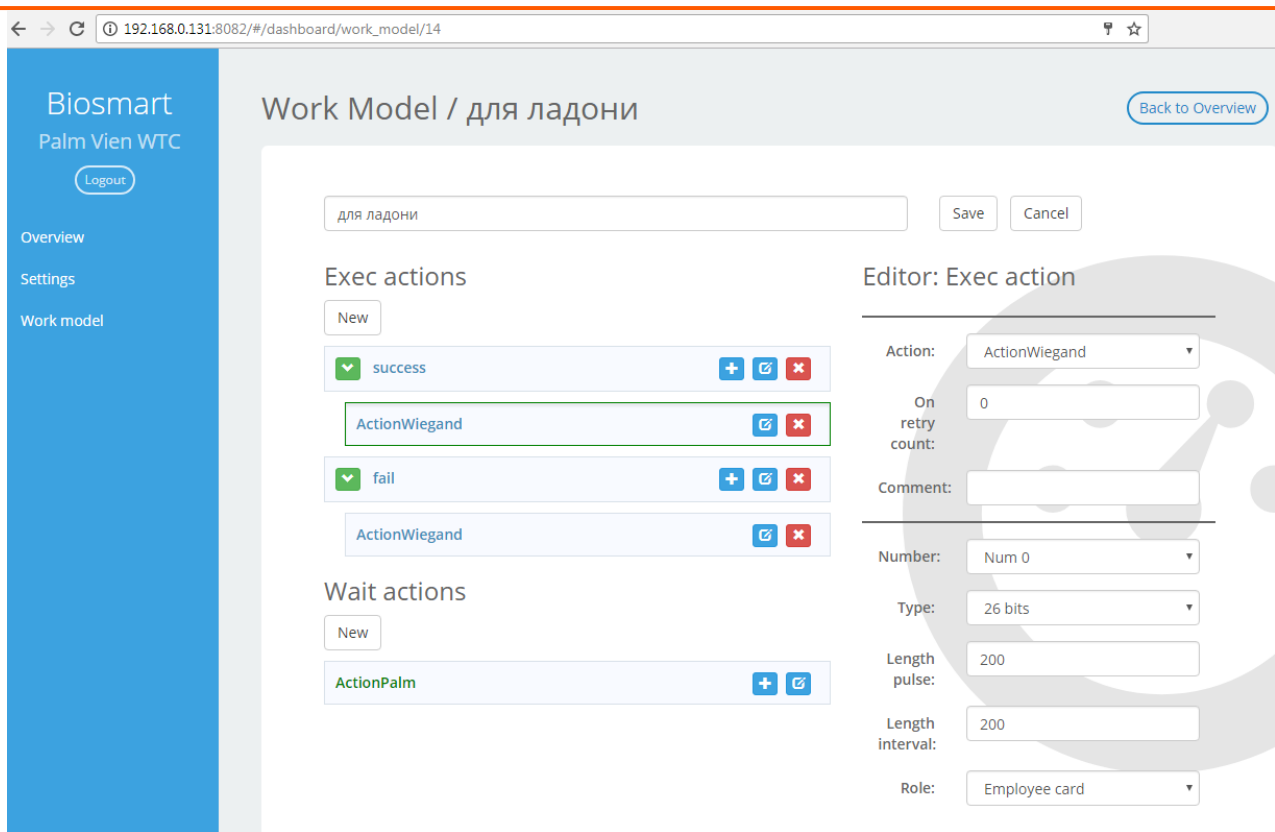 192.168.0.131:8082/#/dashboard/work_model/14
Biosmart
Palm Vien WTC
Logout
Overview
Settings
Work model
Work Model / для ладони
Back to Overview
для ладони
Save
Cancel
Exec actions
New
success
ActionWiegand
fail
ActionWiegand
Wait actions
New
ActionPalm
Editor: Exec action
Action:
ActionWiegand
On
retry
count:
0
Comment:
Number:
Num 0
Type:
26 bits
Length
pulse:
200
Length
interval:
200
Role:
Employee card